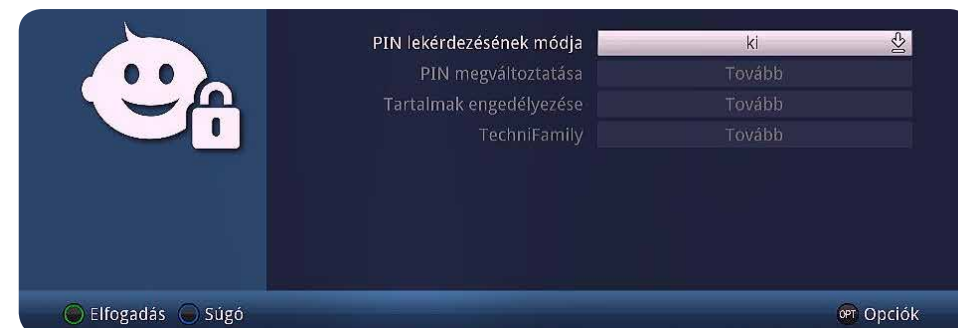 PIN lekérdezésének módja ki
PIN megváltoztatása Tovább
Tartalmak engedélyezése Tovább
TechniFamily Tovább
Elfogadás Súgó OPT Opciók